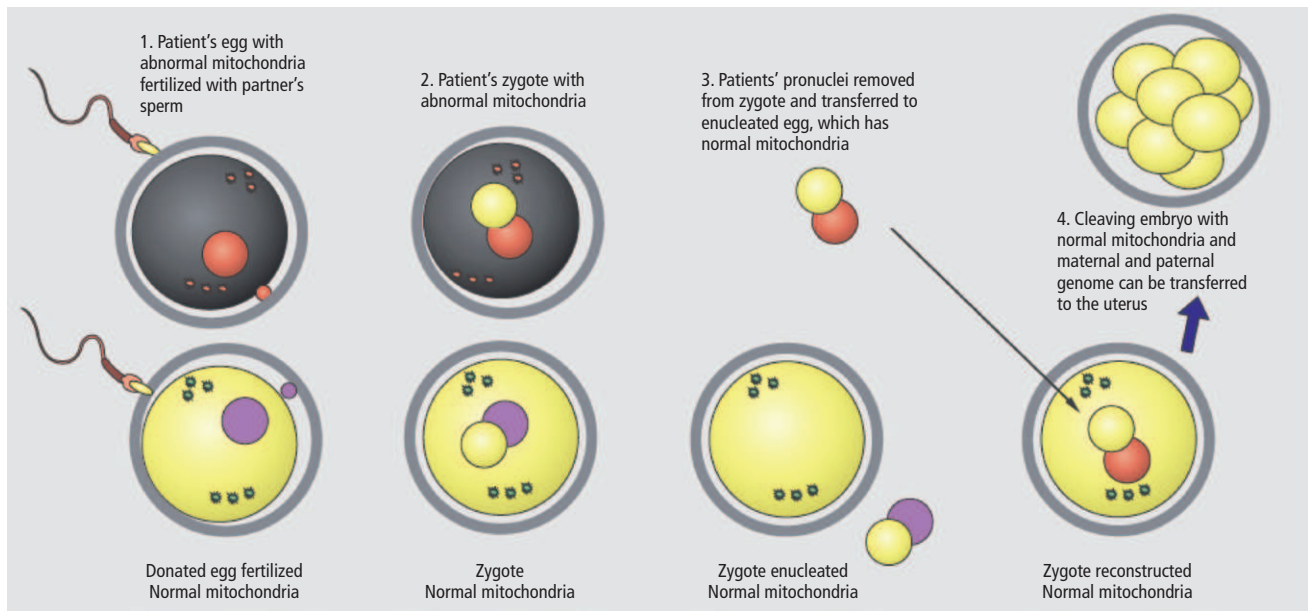 1. Patient's egg with
abnormal mitochondria
fertilized with partner's
sperm
2. Patient's zygote with
abnormal mitochondria
3. Patients' pronuclei removed
from zygote and transferred to
enucleated egg, which has
normal mitochondria
4. Cleaving embryo with
normal mitochondria and
maternal and paternal
genome can be transferred
to the uterus
Donated egg fertilized
Normal mitochondria
Zygote
Normal mitochondria
Zygote enucleated
Normal mitochondria
Zygote reconstructed
Normal mitochondria